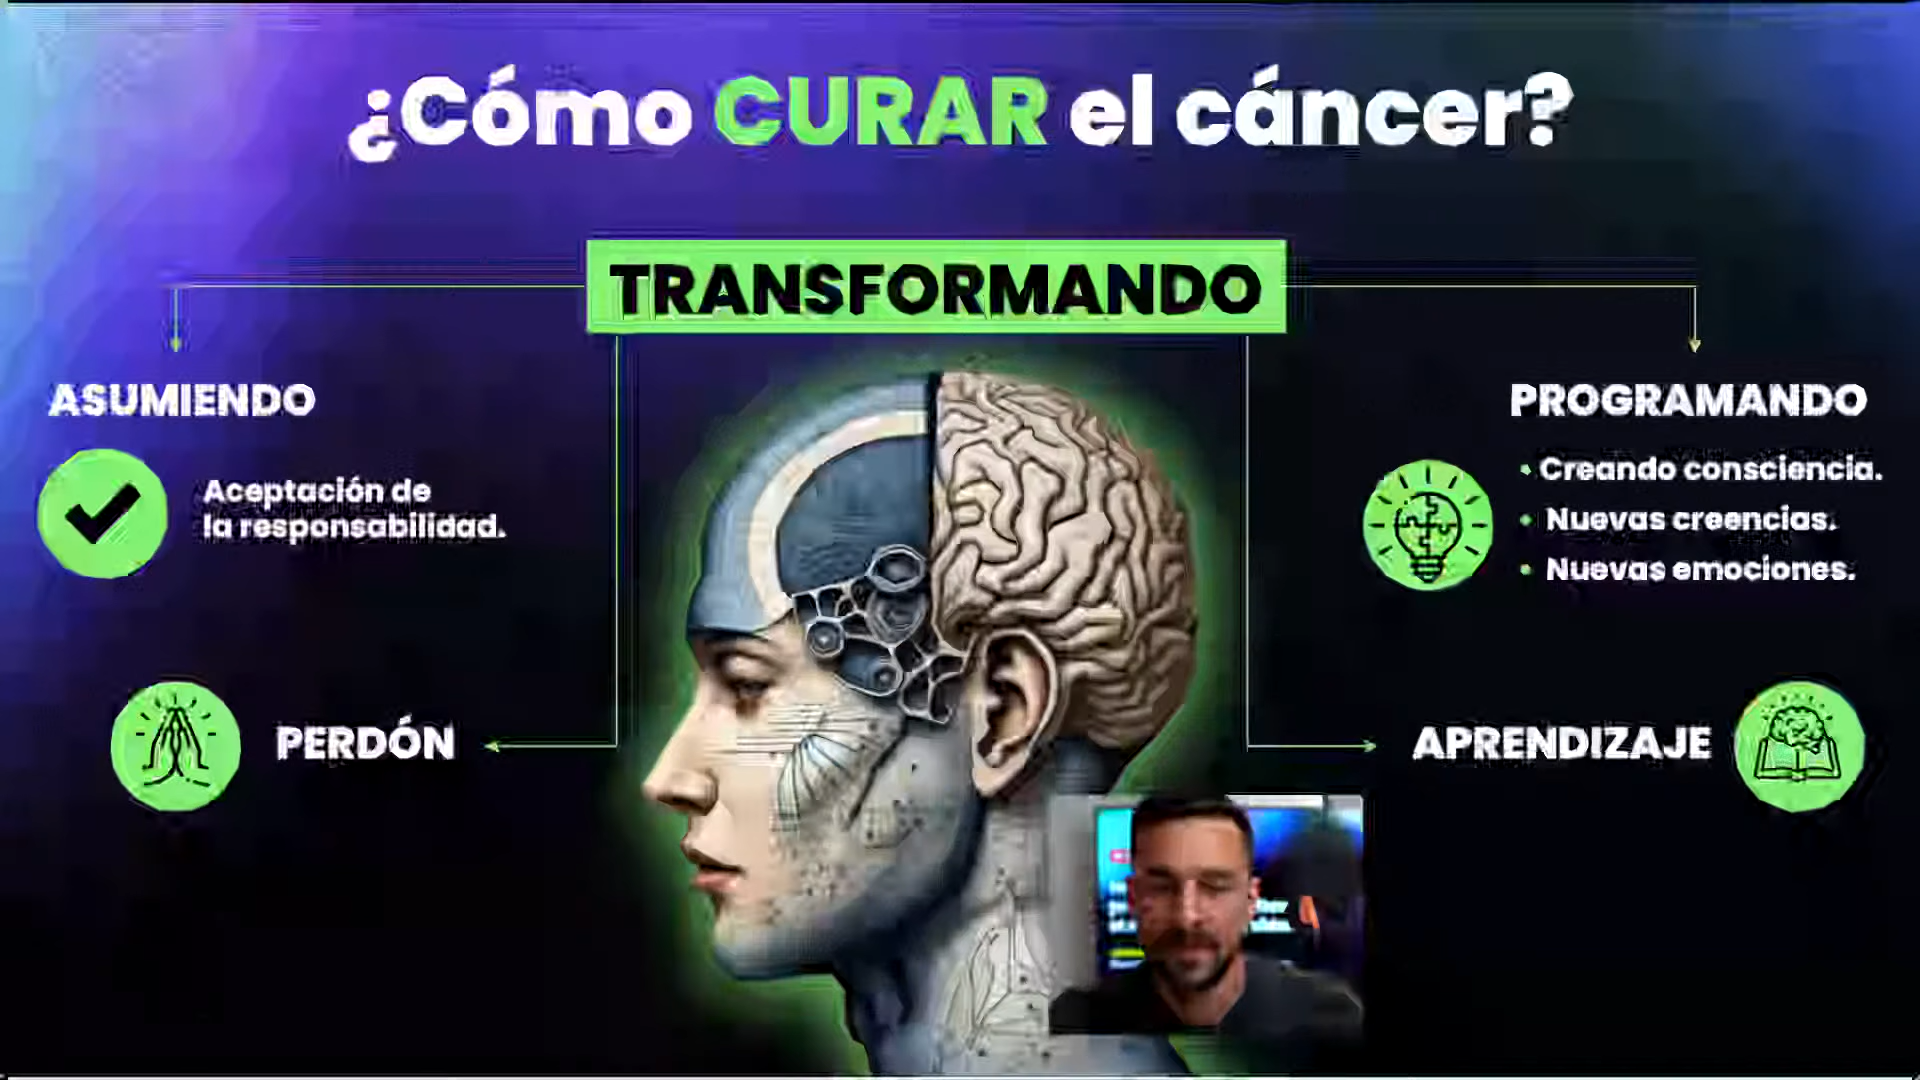 ¿Cómo CURAR el cáncer?
TRANSFORMANDO
ASUMIENDO
Aceptación de
la responsabilidad.
PERDÓN
PROGRAMANDO
• Creando consciencia.
• Nuevas creencias.
• Nuevas emociones.
APRENDIZAJE